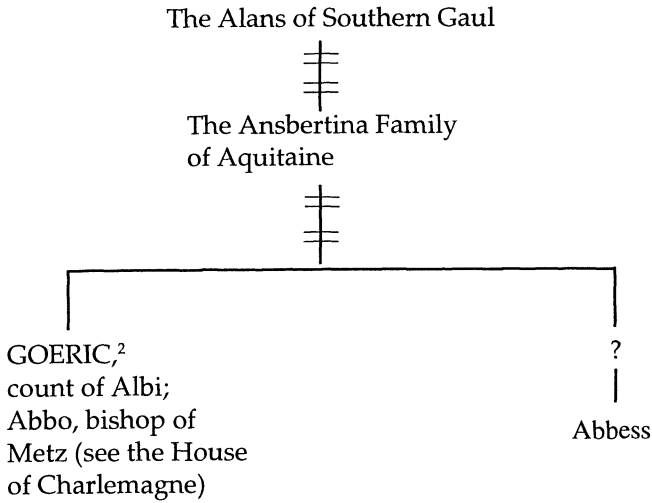 The Alans of Southern Gaul
The Ansbertina Family
of Aquitaine
GOERIC,²
count of Albi;
Abbo, bishop of
Metz (see the House
of Charlemagne)
?
Abbess